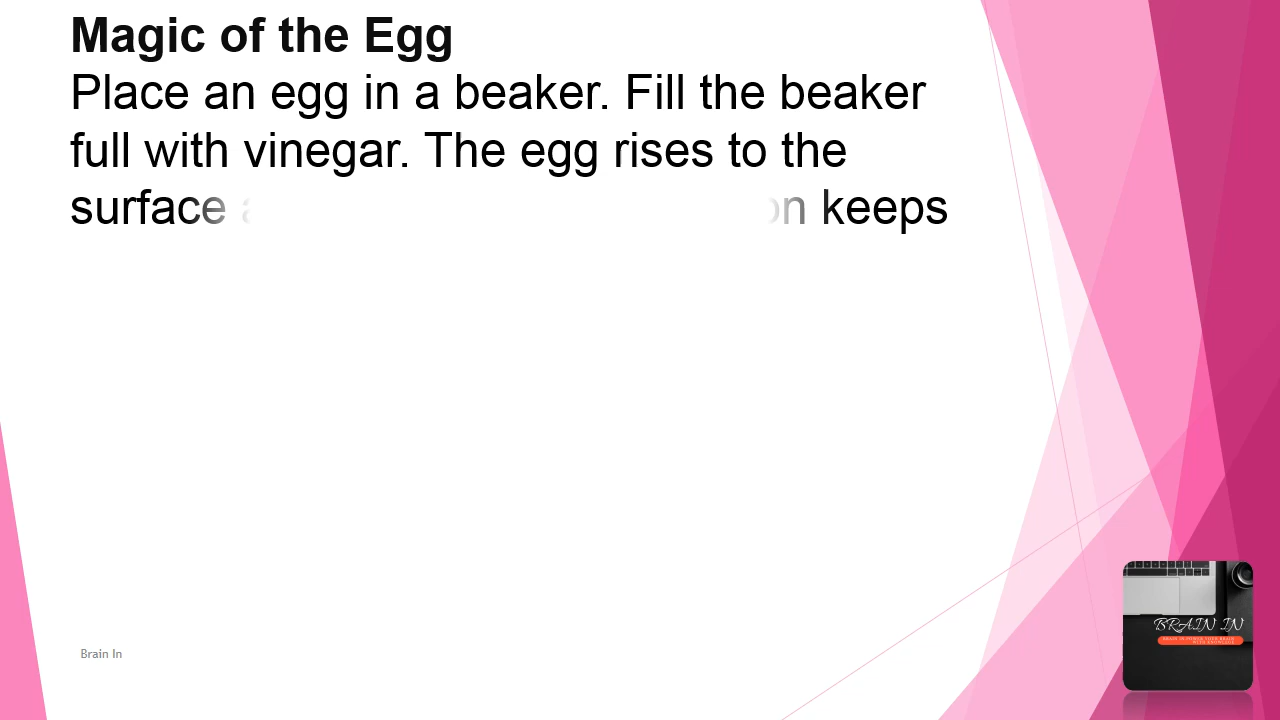 Magic of the Egg
Place an egg in a beaker. Fill the beaker
full with vinegar. The egg rises to the
surface keeps
Brain In
BRAIN IN